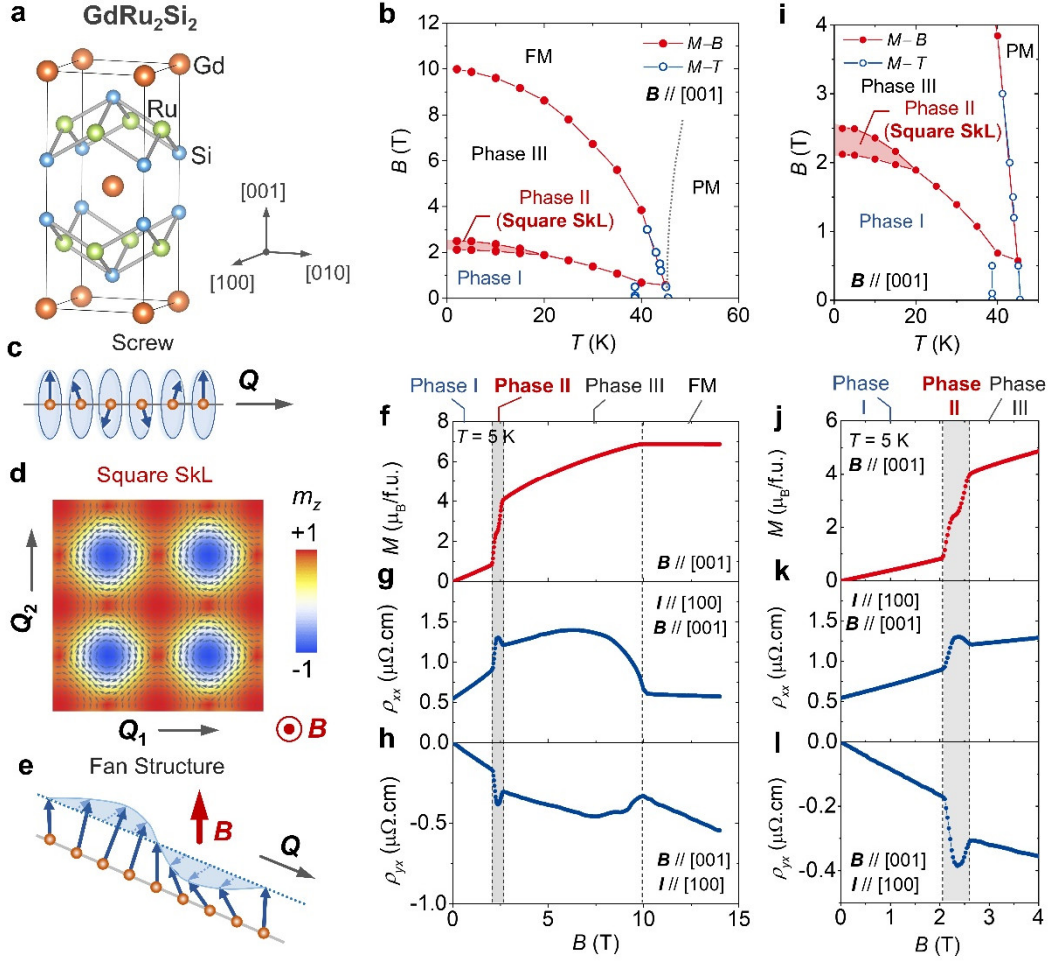 a
GdRu2Si2
Gd
Ru
Si
[001]
[100]
[010]
b
B (T)
12
10
8
6
4
2
0
FM
M–B
M–T
B // [001]
Phase III
Phase II
(Square SkL)
Phase I
PM
0
20
40
60
T (K)
i
B (T)
4
3
2
1
0
M–B
M–T
Phase III
PM
Phase II
(Square SkL)
Phase I
B // [001]
0
20
40
T (K)
c
Screw
Q
d
Square SkL
Q2
Q1
mz
+1
-1
B
e
Fan Structure
B
Q
Phase I
Phase II
Phase III
FM
f
T = 5 K
M (μB/f.u.)
8
6
4
2
0
B // [001]
g
I // [100]
B // [001]
ρxx (μΩ.cm)
1.5
1.0
0.5
0.0
h
ρyx (μΩ.cm)
-0.5
-1.0
B // [001]
I // [100]
0
5
10
15
B (T)
Phase
I
Phase
II
Phase
III
j
T = 5 K
B // [001]
M (μB/f.u.)
6
4
2
0
k
I // [100]
B // [001]
ρxx (μΩ.cm)
1.5
1.0
0.5
0.0
l
ρyx (μΩ.cm)
-0.2
-0.4
B // [001]
I // [100]
0
1
2
3
4
B (T)